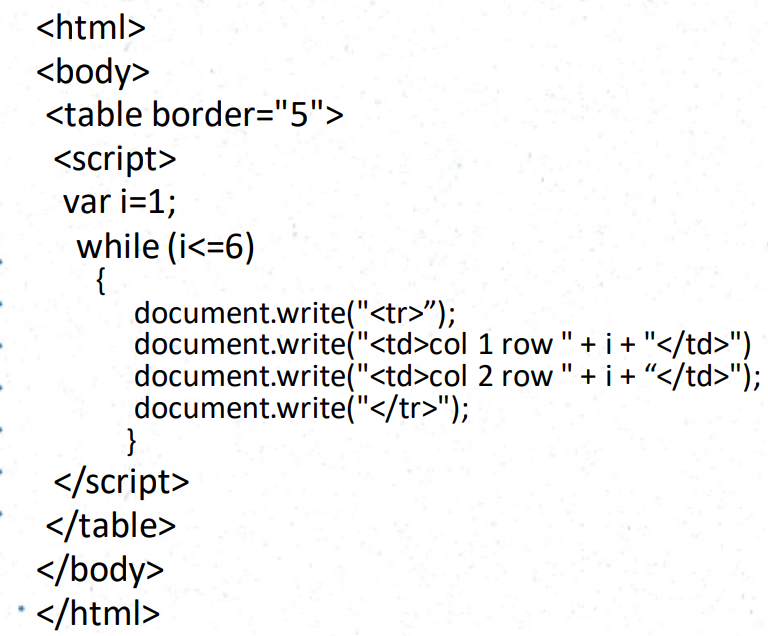 <html>
<body>
<table border="5">
<script>
var i=1;
while (i<=6)
{
document.write("<tr>”);
document.write("<td>col 1 row " + i + "</td>")
document.write("<td>col 2 row " + i + “</td>");
document.write("</tr>");
}
</script>
</table>
</body>
</html>